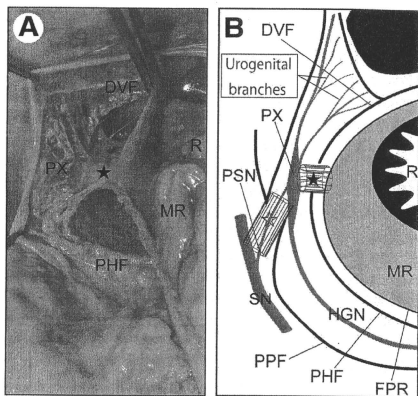 A
DVF
PX
R
MR
PHF
B
DVF
Urogenital
branches
PX
PSN
R
MR
SN
HGN
PPF
PHF
FPR